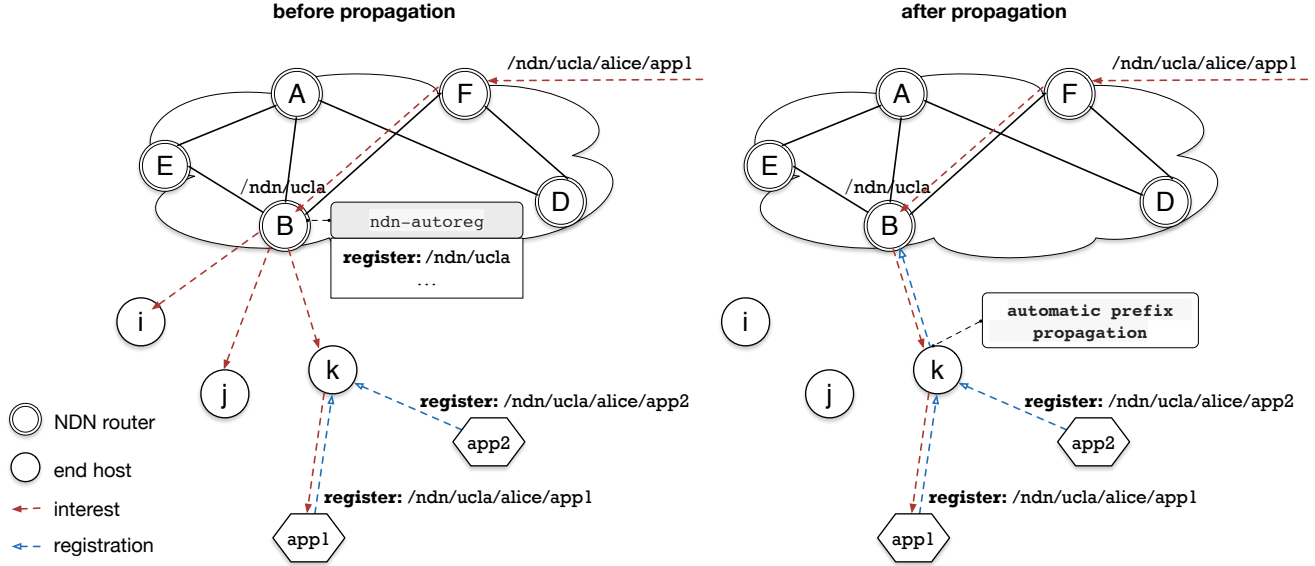 before propagation
/ndn/ucla/alice/app1
A
F
E
/ndn/ucla
D
B
ndn-autoreg
register: /ndn/ucla
...
i
j
k
register: /ndn/ucla/alice/app2
app2
register: /ndn/ucla/alice/app1
app1
NDN router
end host
interest
registration
after propagation
/ndn/ucla/alice/app1
A
F
E
/ndn/ucla
D
B
i
automatic prefix
propagation
j
k
register: /ndn/ucla/alice/app2
app2
register: /ndn/ucla/alice/app1
app1